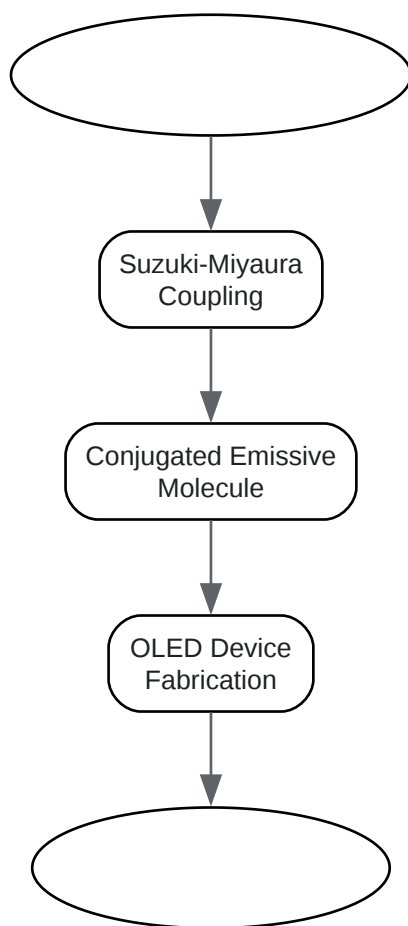 Suzuki-Miyaura
Coupling
Conjugated Emissive
Molecule
OLED Device
Fabrication